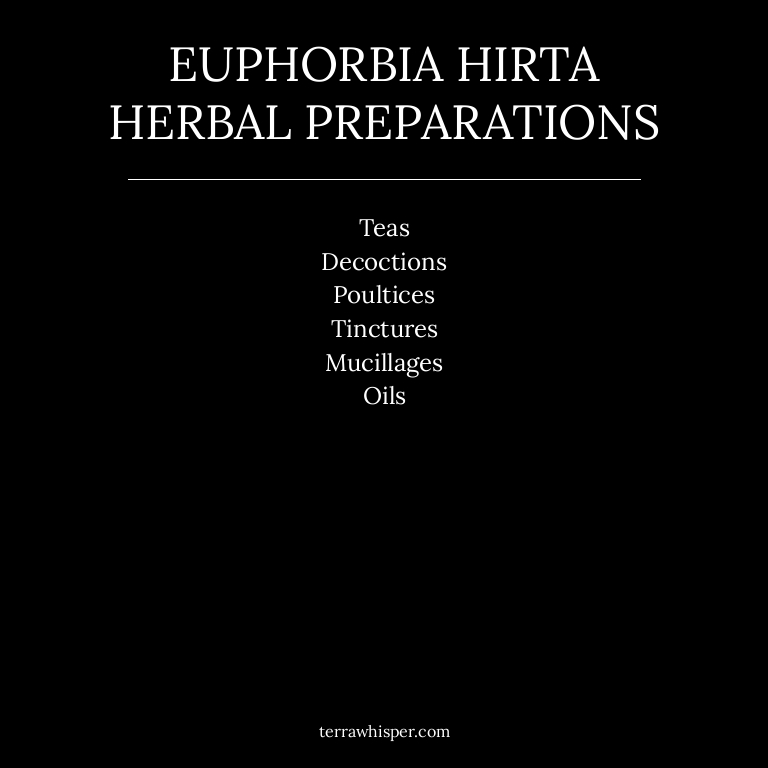 EUPHORBIA HIRTA
HERBAL PREPARATIONS
Teas
Decoctions
Poultices
Tinctures
Mucillages
Oils
terrawhisper.com